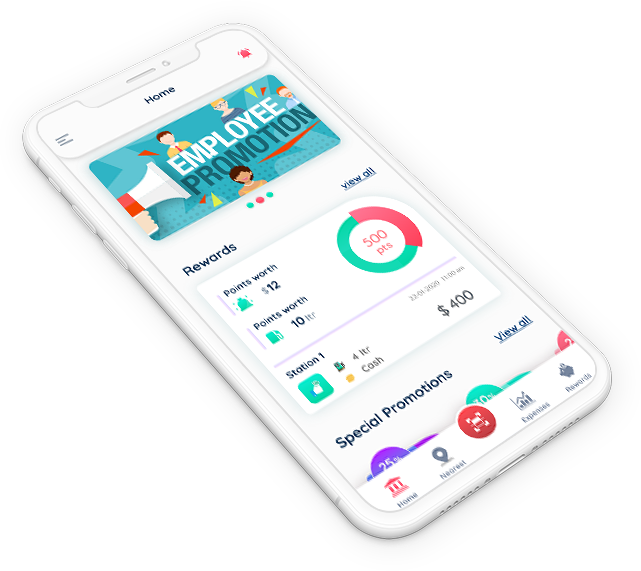 Home
EMPLOYEE
PROMOTION
view all
Rewards
500
pts
Points worth
$12
Points worth
10 ltr
22-01-2020 11:00 am
Station 1
4 ltr
Cash
$ 400
View all
Special Promotions
25%
Home
Nearest
Expenses
Rewards